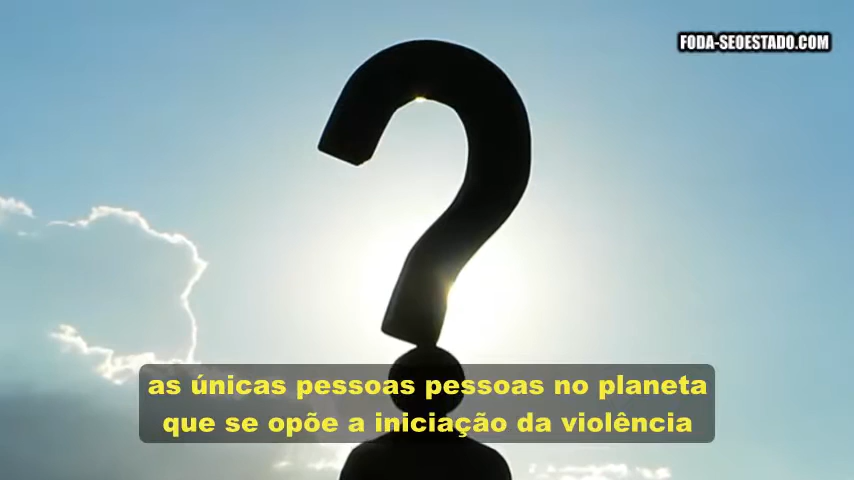 FODA-SEOESTADO.COM
as únicas pessoas pessoas no planeta
que se opõe a iniciação da violência